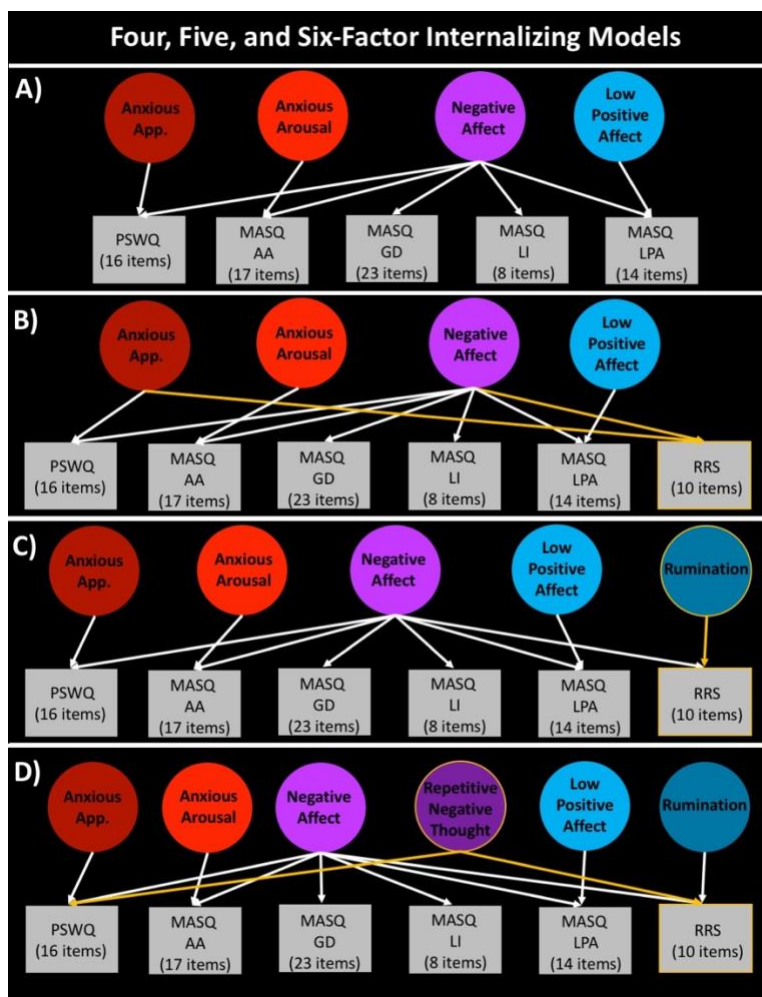 Four, Five, and Six-Factor Internalizing Models
A)
Anxious
App.
Anxious
Arousal
Negative
Affect
Low
Positive
Affect
PSWQ
(16 items)
MASQ
AA
(17 items)
MASQ
GD
(23 items)
MASQ
LI
(8 items)
MASQ
LPA
(14 items)
B)
Anxious
App.
Anxious
Arousal
Negative
Affect
Low
Positive
Affect
PSWQ
(16 items)
MASQ
AA
(17 items)
MASQ
GD
(23 items)
MASQ
LI
(8 items)
MASQ
LPA
(14 items)
RRS
(10 items)
C)
Anxious
App.
Anxious
Arousal
Negative
Affect
Low
Positive
Affect
Rumination
PSWQ
(16 items)
MASQ
AA
(17 items)
MASQ
GD
(23 items)
MASQ
LI
(8 items)
MASQ
LPA
(14 items)
RRS
(10 items)
D)
Anxious
App.
Anxious
Arousal
Negative
Affect
Repetitive
Negative
Thought
Low
Positive
Affect
Rumination
PSWQ
(16 items)
MASQ
AA
(17 items)
MASQ
GD
(23 items)
MASQ
LI
(8 items)
MASQ
LPA
(14 items)
RRS
(10 items)